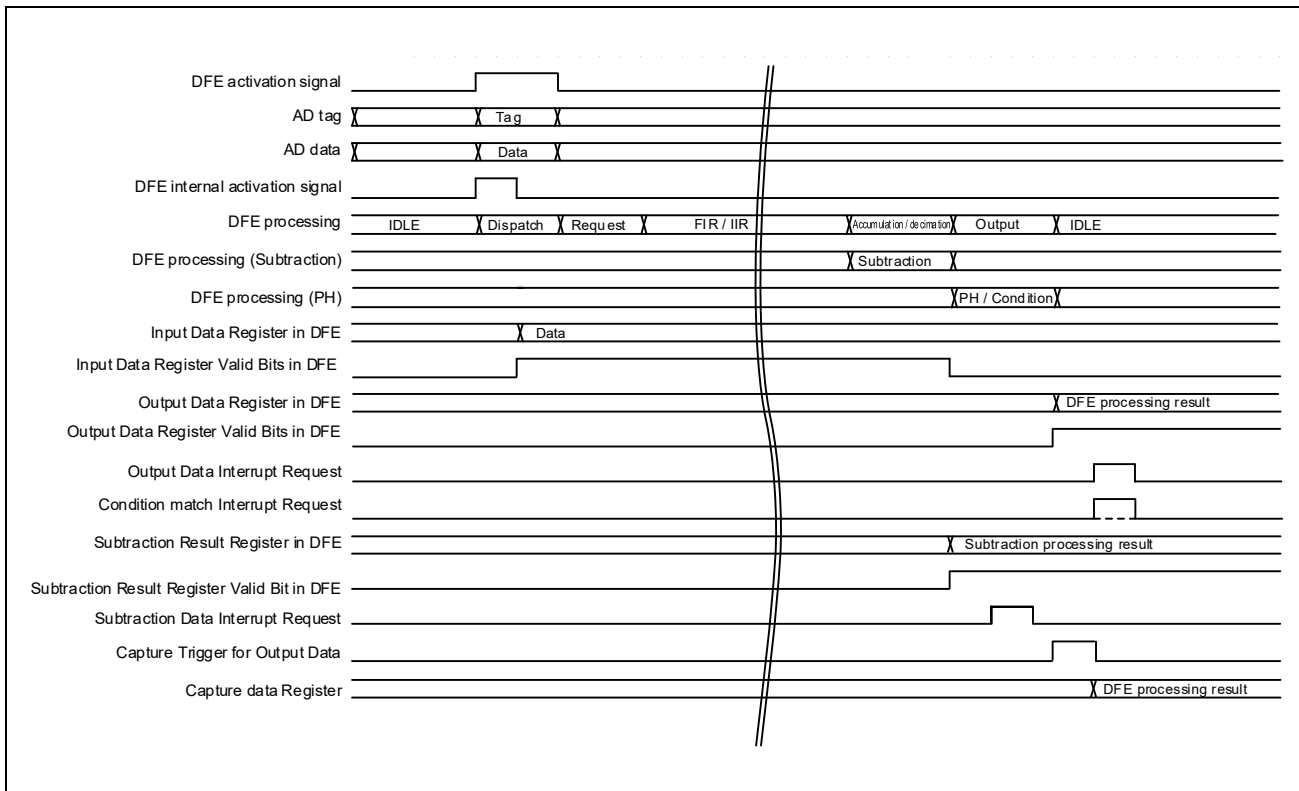 DFE activation signal
AD tag Tag
AD data Data
DFE internal activation signal
DFE processing IDLE Dispatch Request FIR / IIR Accumulation / decimation Output IDLE
DFE processing (Subtraction) Subtraction
DFE processing (PH) PH / Condition
Input Data Register in DFE Data
Input Data Register Valid Bits in DFE
Output Data Register in DFE DFE processing result
Output Data Register Valid Bits in DFE
Output Data Interrupt Request
Condition match Interrupt Request
Subtraction Result Register in DFE Subtraction processing result
Subtraction Result Register Valid Bit in DFE
Subtraction Data Interrupt Request
Capture Trigger for Output Data
Capture data Register DFE processing result